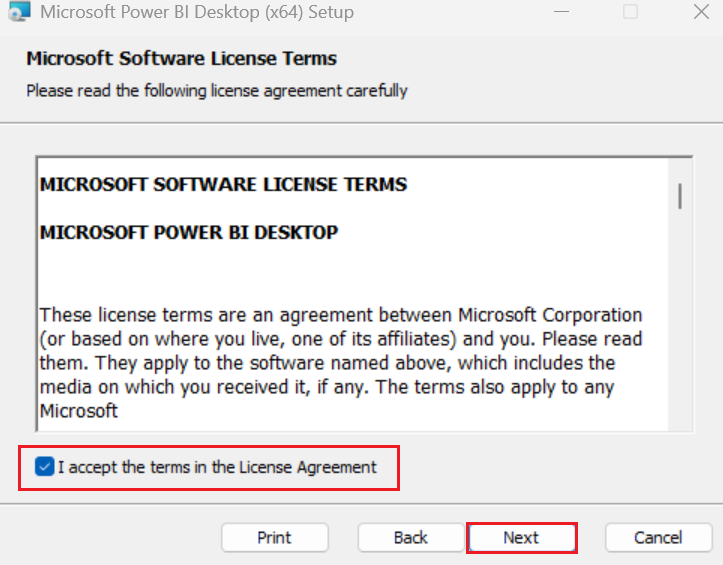 Microsoft Power BI Desktop (x64) Setup
Microsoft Software License Terms
Please read the following license agreement carefully
MICROSOFT SOFTWARE LICENSE TERMS
MICROSOFT POWER BI DESKTOP
These license terms are an agreement between Microsoft Corporation
(or based on where you live, one of its affiliates) and you. Please read
them. They apply to the software named above, which includes the
media on which you received it, if any. The terms also apply to any
Microsoft
I accept the terms in the License Agreement
Print Back Next Cancel